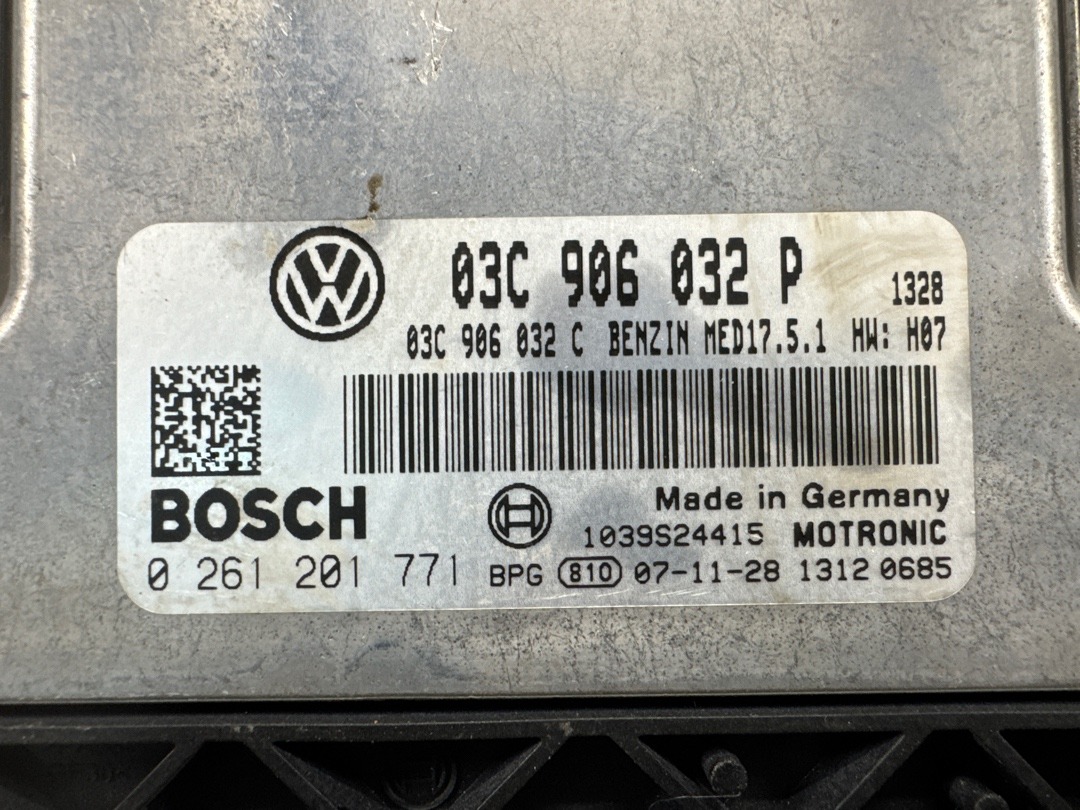 03C 906 032 P 1328
03C 906 032 C BENZIN MED17.5.1 HW: H07
BOSCH Made in Germany
1039S24415 MOTRONIC
0 261 201 771 BPG 810 07-11-28 1312 0685